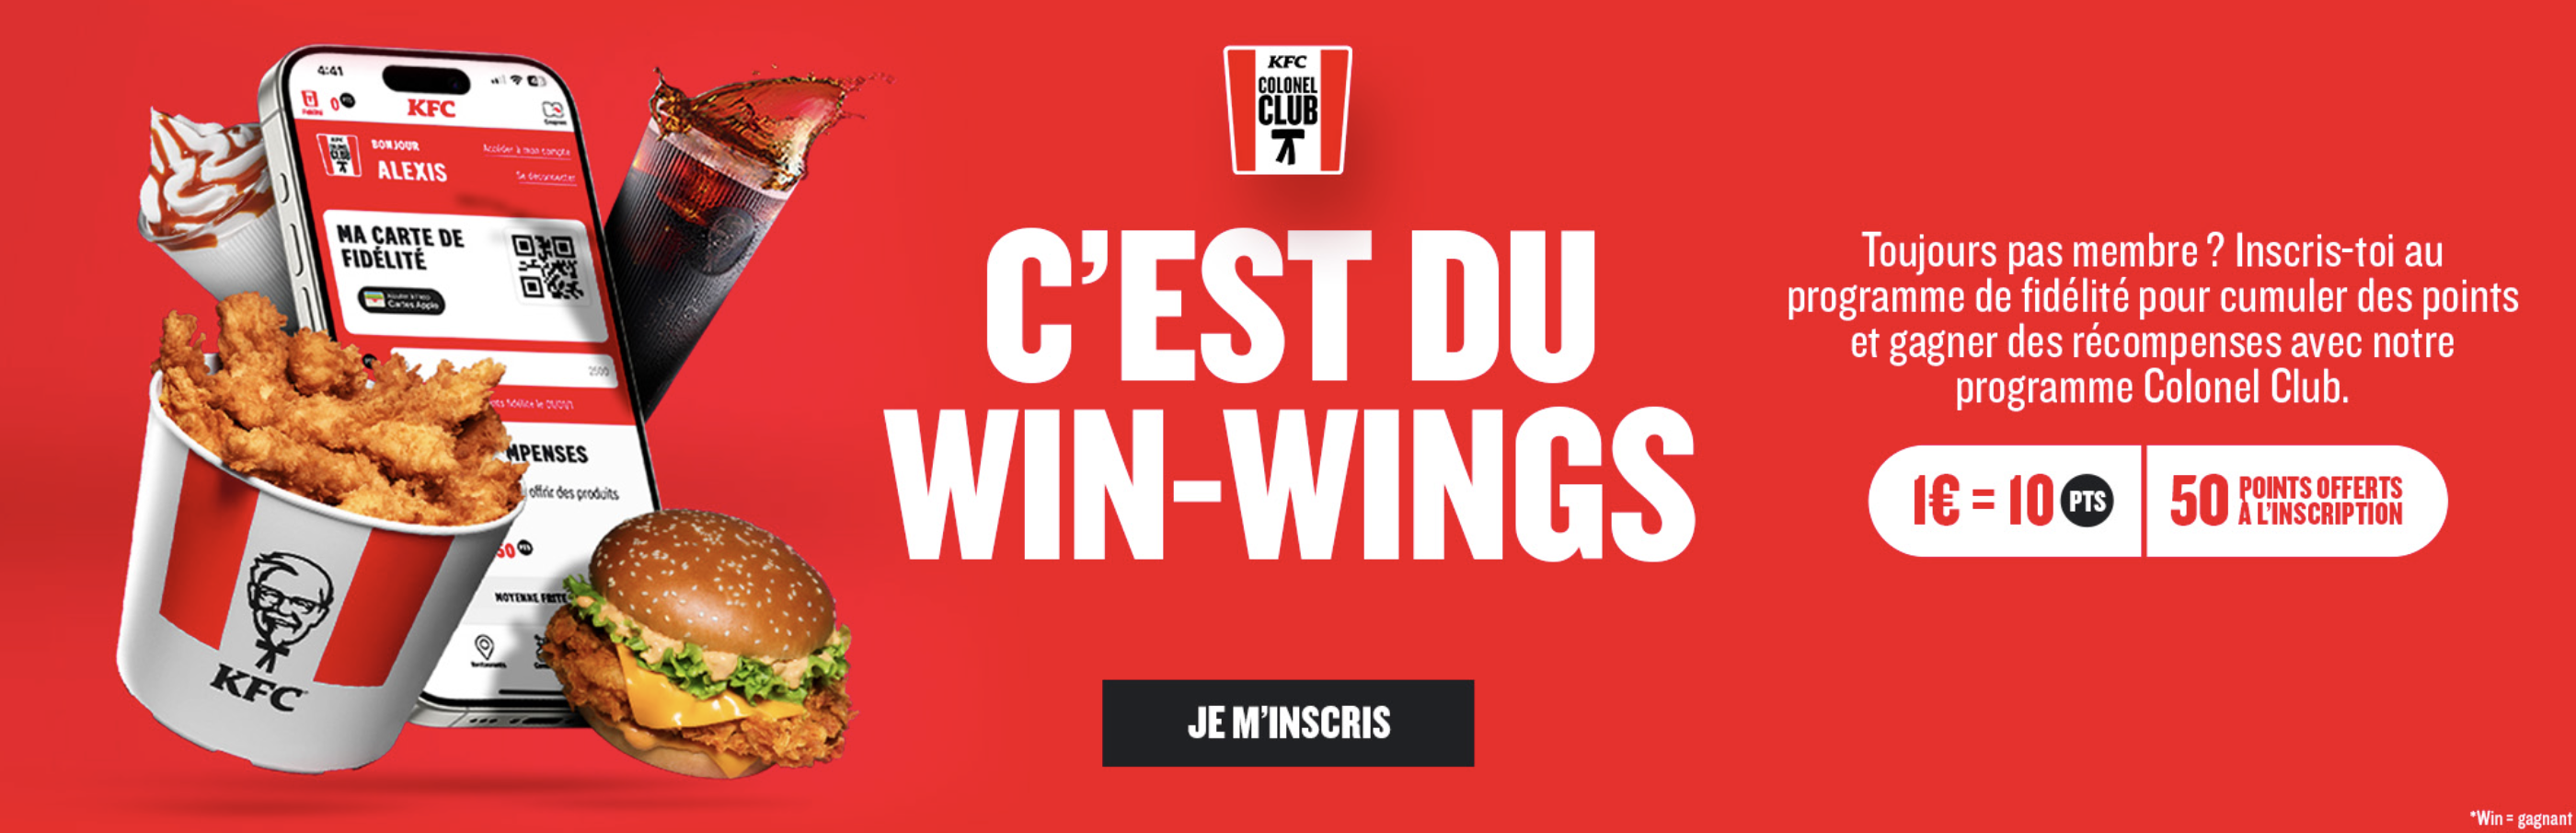 4:41
0 PTS
KFC
BONJOUR
ALEXIS
Accéder à mon compte
Se déconnecter
MA CARTE DE
FIDÉLITÉ
Cartes Apple
2500
MPENSES
offrir des produits
50 PTS
MOYENNE FRITE
Restaurants
KFC
KFC
COLONEL
CLUB
C'EST DU
WIN-WINGS
JE M'INSCRIS
Toujours pas membre ? Inscris-toi au
programme de fidélité pour cumuler des points
et gagner des récompenses avec notre
programme Colonel Club.
1€ = 10 PTS
50 POINTS OFFERTS
À L'INSCRIPTION
*Win = gagnant